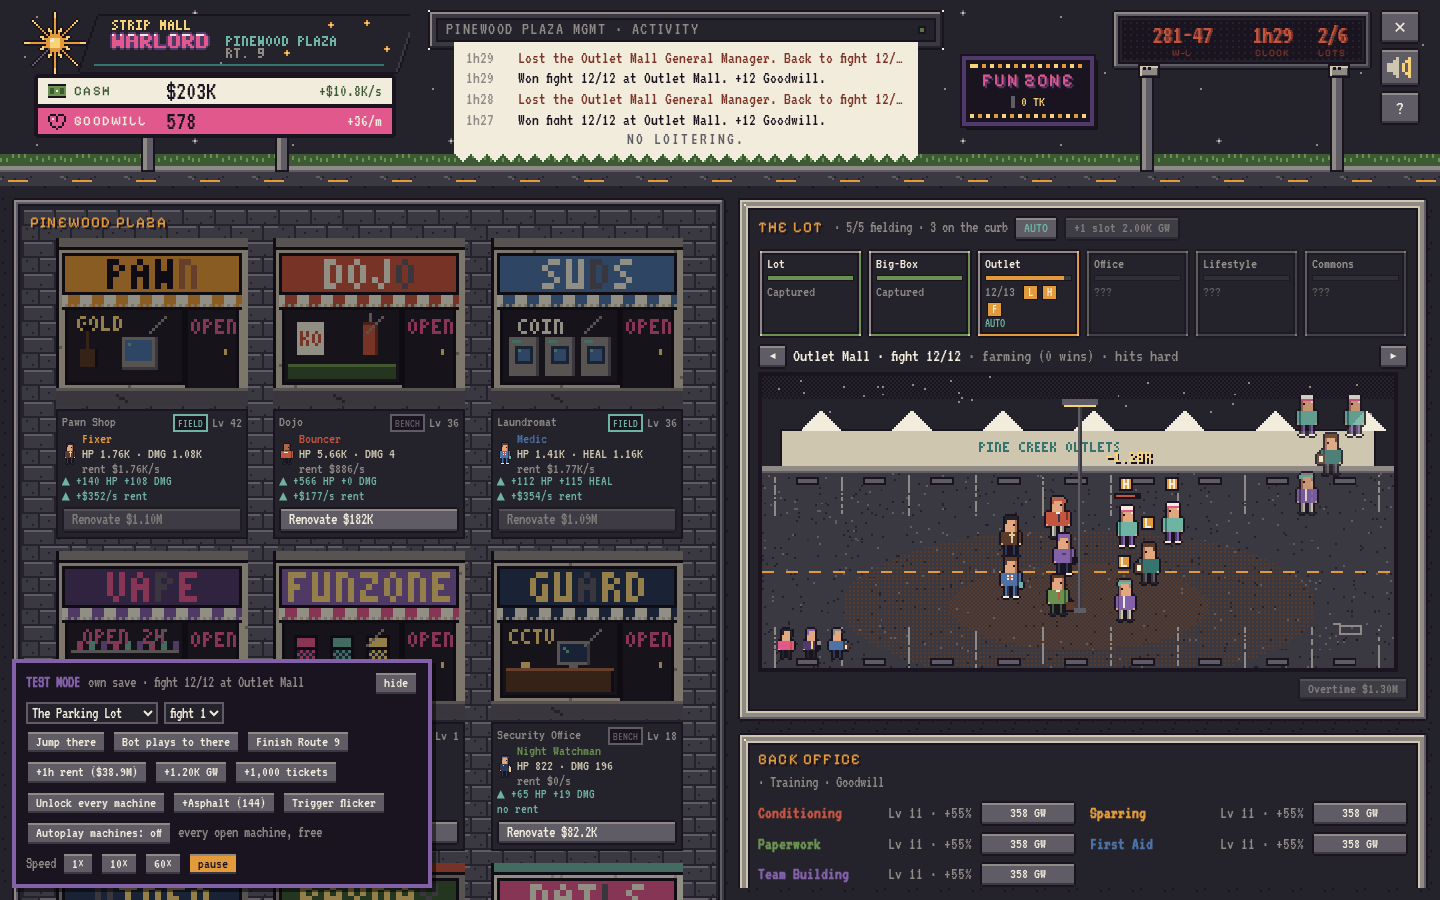 STRIP MALL
WARLORD
PINEWOOD PLAZA
RT. 9
CASH $203K +$10.8K/s
GOODWILL 578 +36/m
PINEWOOD PLAZA MGMT · ACTIVITY
1h29 Lost the Outlet Mall General Manager. Back to fight 12/…
1h29 Won fight 12/12 at Outlet Mall. +12 Goodwill.
1h28 Lost the Outlet Mall General Manager. Back to fight 12/…
1h27 Won fight 12/12 at Outlet Mall. +12 Goodwill.
NO LOITERING.
FUN ZONE
0 TK
281-47 1h29 2/6
W-L CLOCK LOTS
×
?
PINEWOOD PLAZA
PAWN DOJO SUDS
GOLD OPEN KO OPEN COIN OPEN
Pawn Shop FIELD Lv 42
Fixer
HP 1.76K · DMG 1.08K
rent $1.76K/s
▲ +140 HP +108 DMG
▲ +$352/s rent
Renovate $1.10M
Dojo BENCH Lv 36
Bouncer
HP 5.66K · DMG 4
rent $886/s
▲ +566 HP +0 DMG
▲ +$177/s rent
Renovate $182K
Laundromat FIELD Lv 36
Medic
HP 1.41K · HEAL 1.16K
rent $1.77K/s
▲ +112 HP +115 HEAL
▲ +$354/s rent
Renovate $1.09M
VAPE FUNZONE GUARD
OPEN OPEN CCTV OPEN
Lv 1
Security Office BENCH Lv 18
Night Watchman
HP 822 · DMG 196
rent $0/s
▲ +65 HP +19 DMG
no rent
Renovate $82.2K
TEST MODE own save · fight 12/12 at Outlet Mall hide
The Parking Lot fight 1
Jump there Bot plays to there Finish Route 9
+1h rent ($38.9M) +1.20K GW +1,000 tickets
Unlock every machine +Asphalt (144) Trigger flicker
Autoplay machines: off every open machine, free
Speed 1× 10× 60× pause
THE LOT · 5/5 fielding · 3 on the curb AUTO +1 slot 2.00K GW
Lot
Captured
Big-Box
Captured
Outlet
12/13 L H
F
AUTO
Office
???
Lifestyle
???
Commons
???
◄ Outlet Mall · fight 12/12 · farming (0 wins) · hits hard ►
PINE CREEK OUTLETS
H H
L
L
Overtime $1.30M
BACK OFFICE
· Training · Goodwill
Conditioning Lv 11 · +55% 358 GW
Sparring Lv 11 · +55% 358 GW
Paperwork Lv 11 · +55% 358 GW
First Aid Lv 11 · +55% 358 GW
Team Building Lv 11 · +55% 358 GW